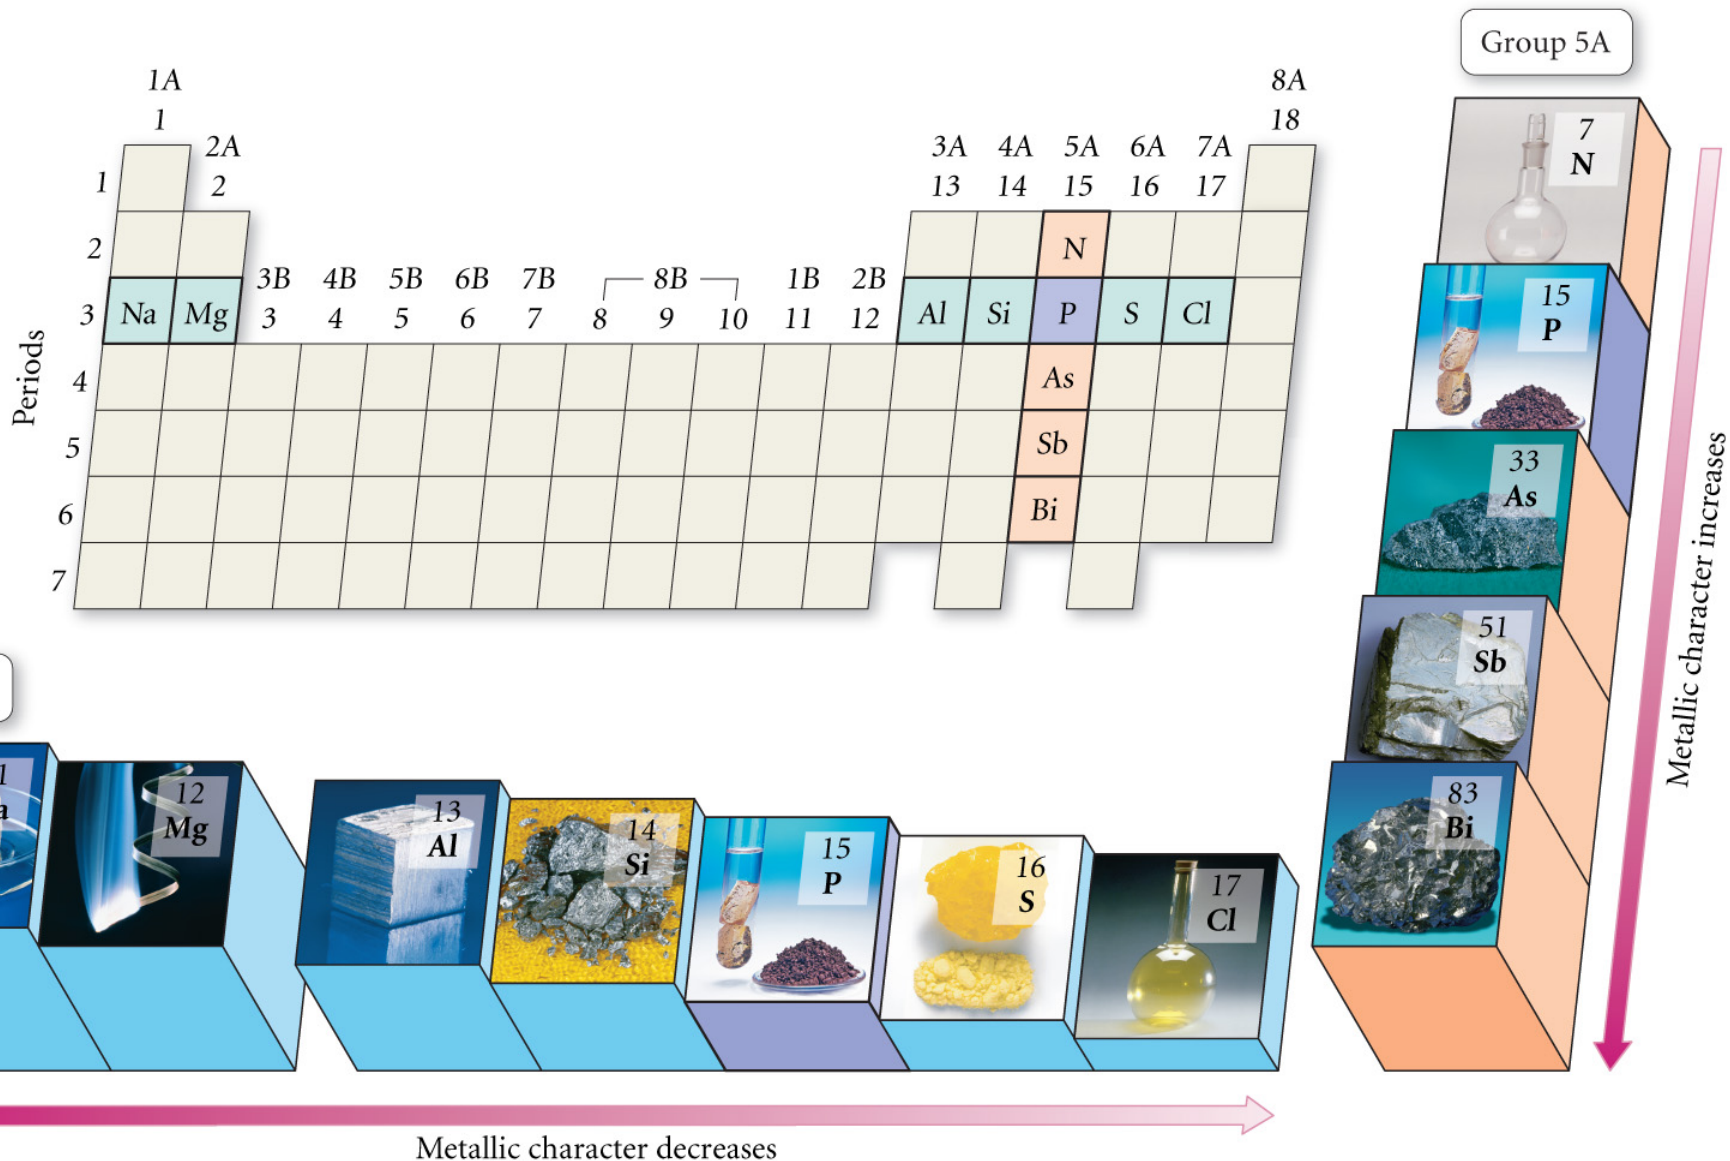 Group 5A
1A
1
2A
2
3B
3
4B
4
5B
5
6B
6
7B
7
8B
8 9 10
1B
11
2B
12
3A
13
4A
14
5A
15
6A
16
7A
17
8A
18
Periods
1
2
3
4
5
6
7
N
Na Mg Al Si P S Cl
As
Sb
Bi
7
N
15
P
33
As
51
Sb
83
Bi
Metallic character increases
1
a
12
Mg
13
Al
14
Si
15
P
16
S
17
Cl
Metallic character decreases